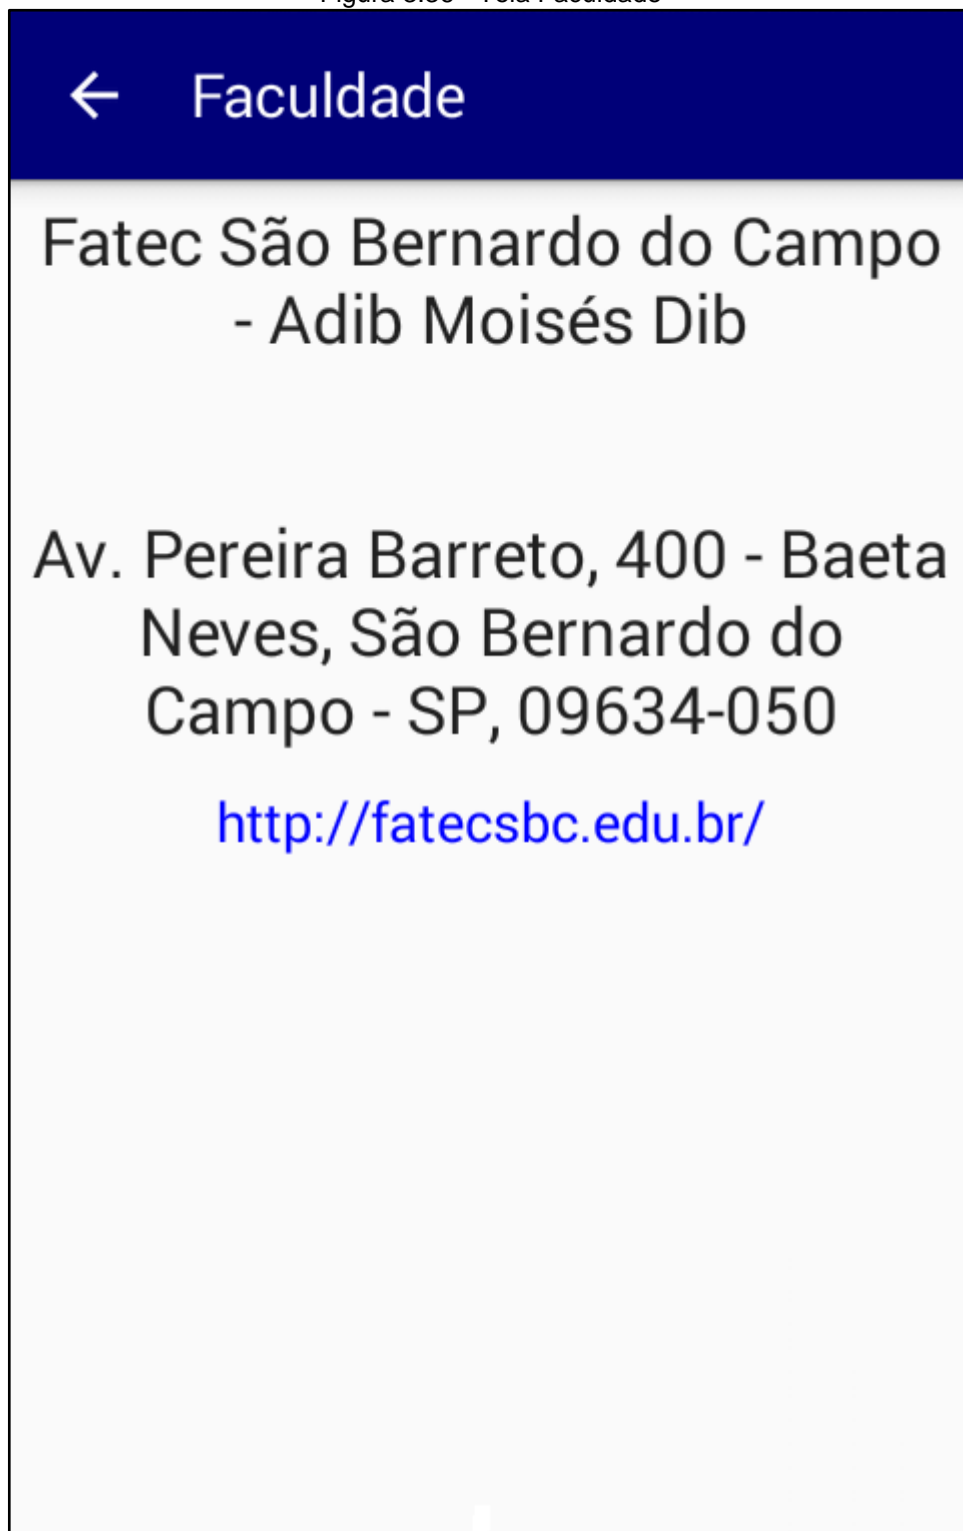 Faculdade
Fatec São Bernardo do Campo
- Adib Moisés Dib
Av. Pereira Barreto, 400 - Baeta
Neves, São Bernardo do
Campo - SP, 09634-050
http://fatecsbc.edu.br/